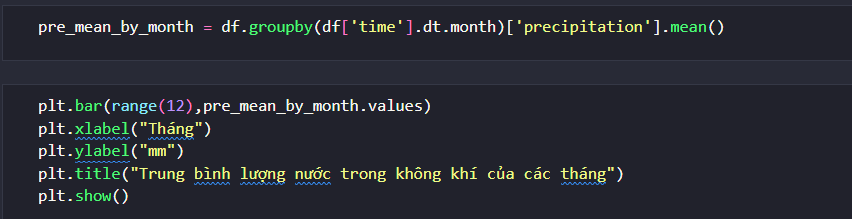 pre_mean_by_month = df.groupby(df['time'].dt.month)['precipitation'].mean()
plt.bar(range(12),pre_mean_by_month.values)
plt.xlabel("Tháng")
plt.ylabel("mm")
plt.title("Trung bình lượng nước trong không khí của các tháng")
plt.show()